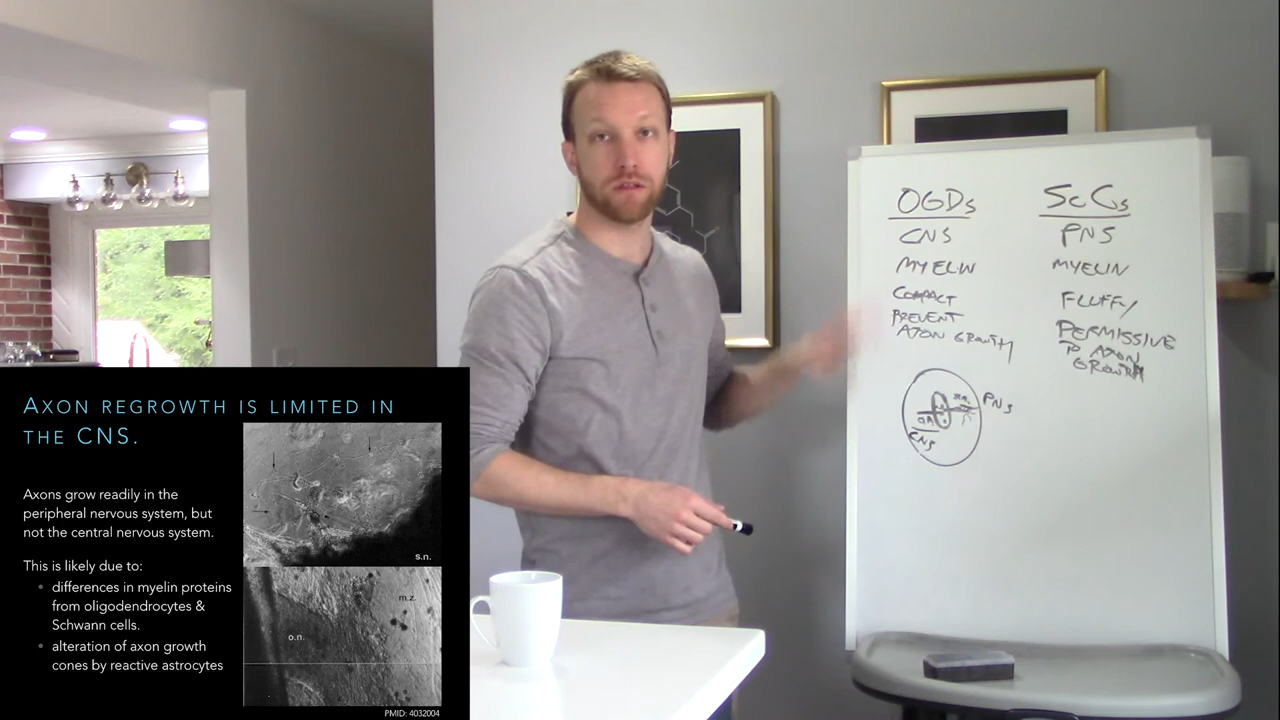 OGDs
CNS
MYELIN
COMPACT
PREVENT
AXON GROWTH
ScCs
PNS
MYELIN
FLUFFY
PERMISSIVE
TO AXON
GROWTH
PNS
CNS
AXON REGROWTH IS LIMITED IN
THE CNS.
Axons grow readily in the
peripheral nervous system, but
not the central nervous system.
This is likely due to:
differences in myelin proteins
from oligodendrocytes &
Schwann cells.
alteration of axon growth
cones by reactive astrocytes
s.n.
m.z.
o.n.
PMID: 4032004